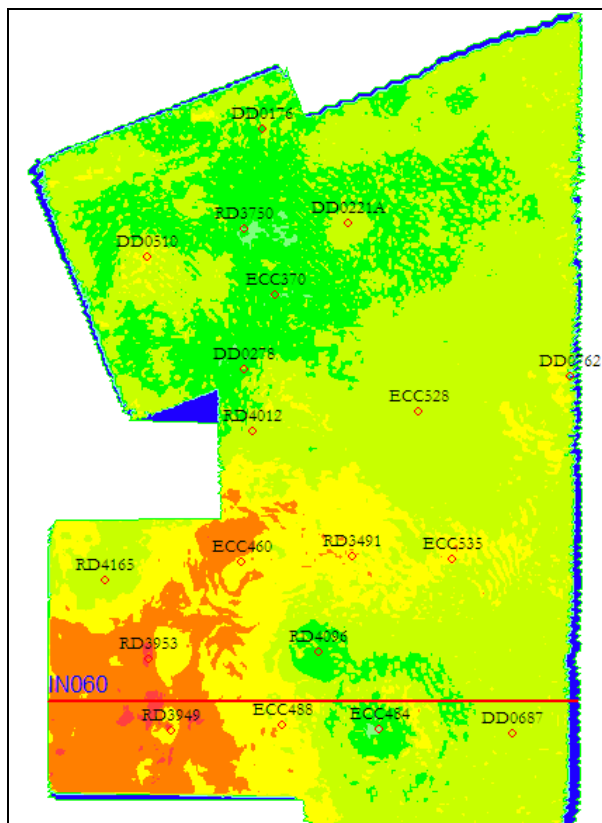 DD0176
RD3750
DD0221A
DD0510
ECC370
DD0278
DD0762
ECC528
RD4012
ECC460
RD3491
ECC535
RD4165
RD4096
RD3953
IN060
RD3949
ECC488
ECC484
DD0687